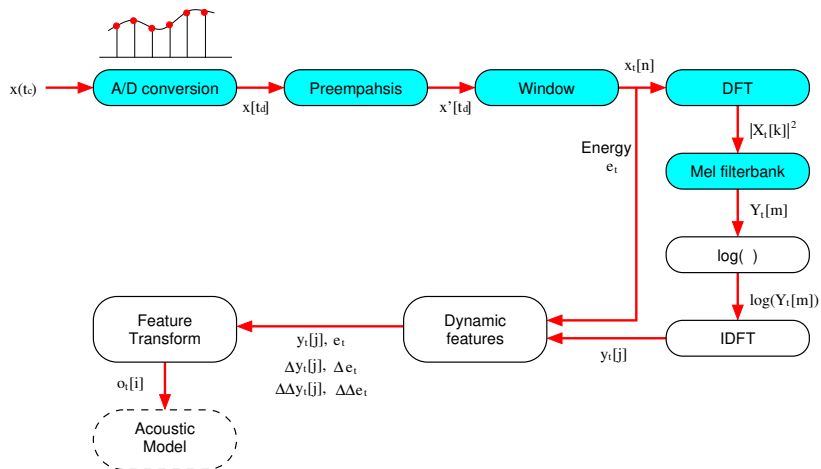 x(tc)
A/D conversion
x[td]
Preempahsis
x'[td]
Window
xt[n]
DFT
|Xt[k]|²
Energy
et
Mel filterbank
Yt[m]
log( )
log(Yt[m])
IDFT
yt[j]
Dynamic
features
yt[j], et
Δyt[j], Δet
ΔΔyt[j], ΔΔet
Feature
Transform
ot[i]
Acoustic
Model